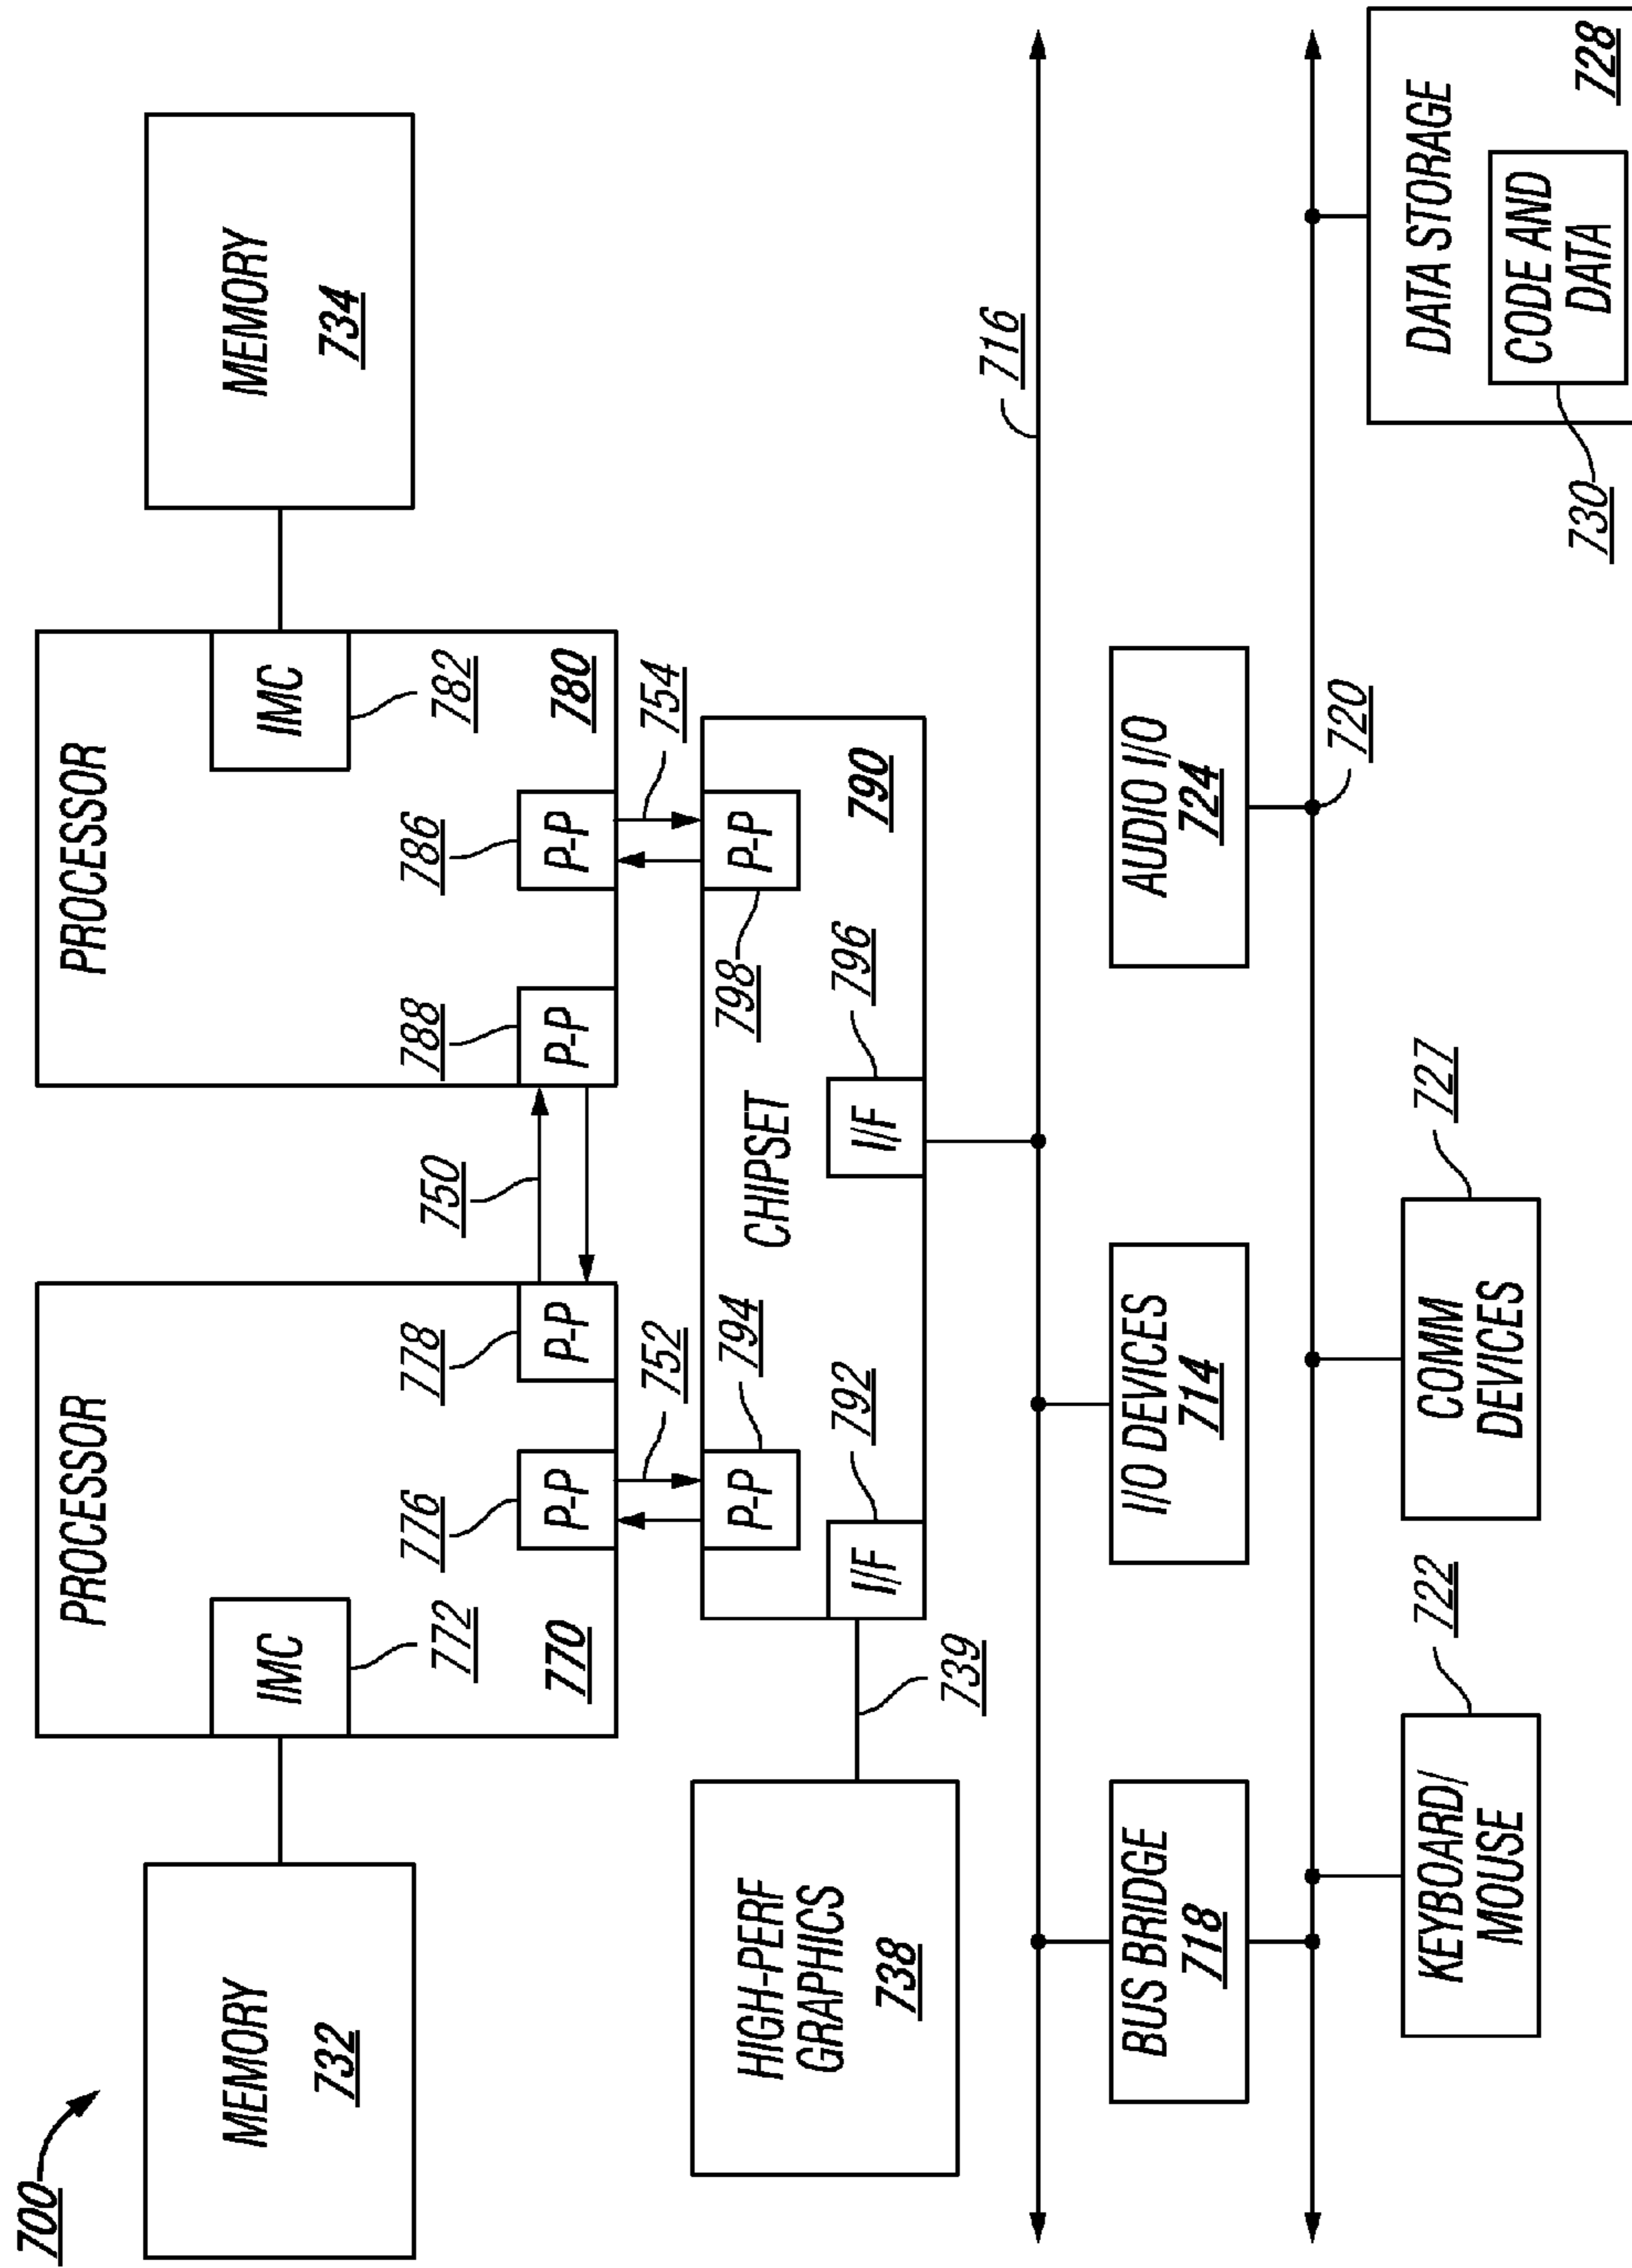 700
MEMORY
732
PROCESSOR
IMC
772
770
776
P-P
778
P-P
750
PROCESSOR
788
P-P
786
P-P
IMC
782
780
MEMORY
734
752
754
HIGH-PERF
GRAPHICS
738
739
P-P
794
I/F
792
CHIPSET
798
P-P
I/F
796
790
716
BUS BRIDGE
718
I/O DEVICES
714
AUDIO I/O
724
720
KEYBOARD/
MOUSE
722
COMM
DEVICES
727
DATA STORAGE
CODE AND
DATA
730
728